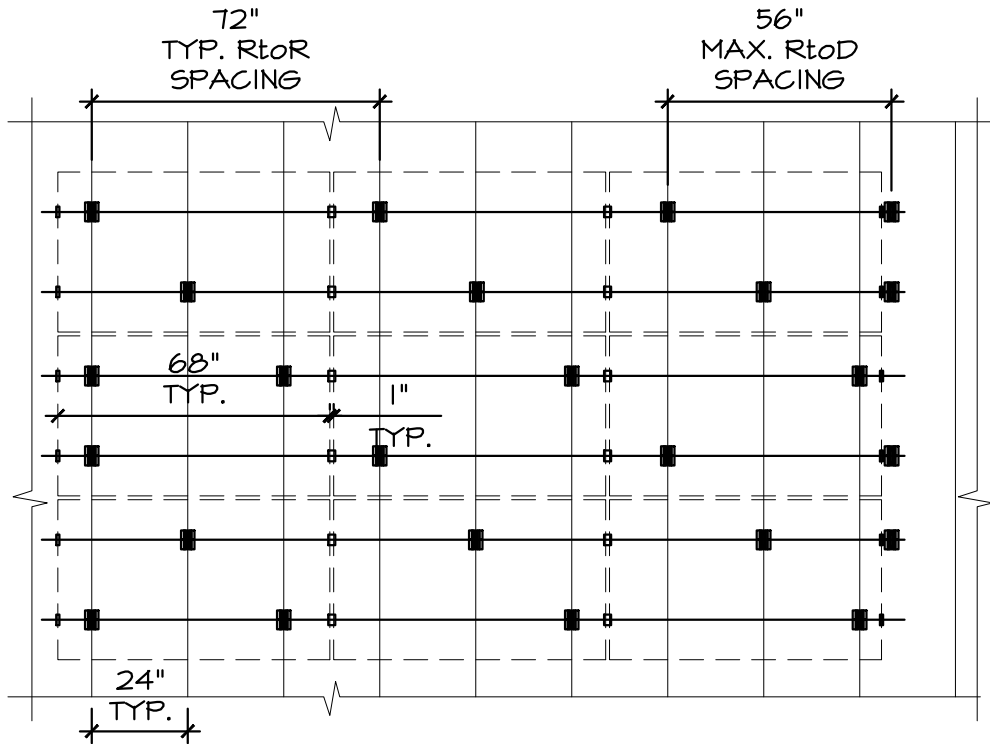 72"
TYP. RtoR
SPACING
56"
MAX. RtoD
SPACING
68"
TYP.
1"
TYP.
24"
TYP.